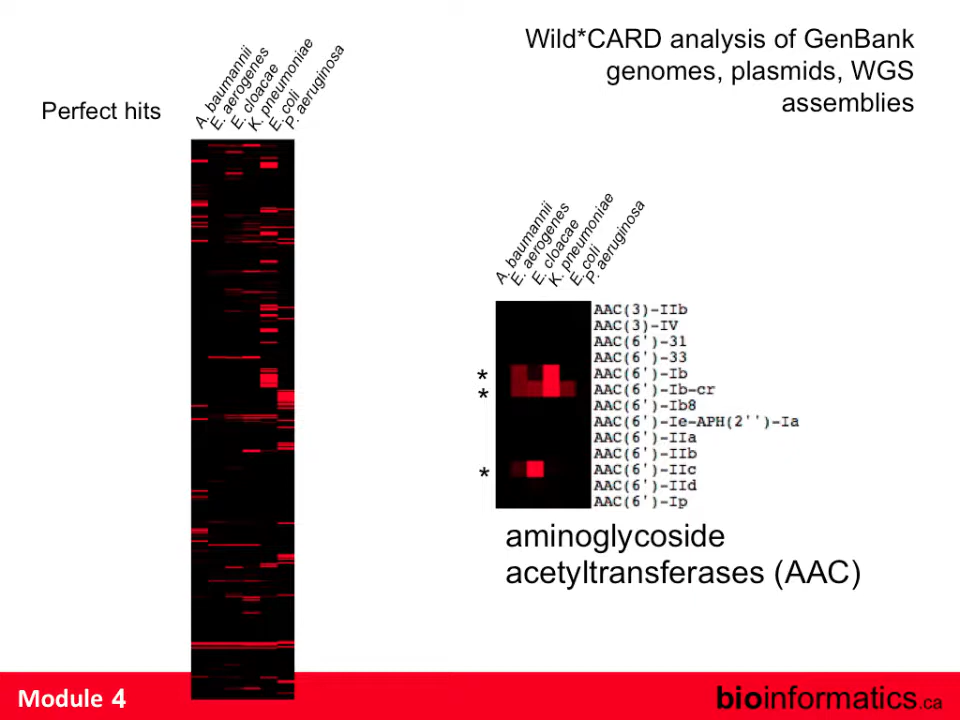 Wild*CARD analysis of GenBank
genomes, plasmids, WGS
assemblies
Perfect hits
A. baumannii
E. aerogenes
E. cloacae
K. pneumoniae
E. coli
P. aeruginosa
A. baumannii
E. aerogenes
E. cloacae
K. pneumoniae
E. coli
P. aeruginosa
AAC(3)-IIb
AAC(3)-IV
AAC(6')-31
AAC(6')-33
* AAC(6')-Ib
* AAC(6')-Ib-cr
AAC(6')-Ib8
AAC(6')-Ie-APH(2'')-Ia
AAC(6')-IIa
AAC(6')-IIb
* AAC(6')-IIc
AAC(6')-IId
AAC(6')-Ip
aminoglycoside
acetyltransferases (AAC)
Module 4
bioinformatics.ca